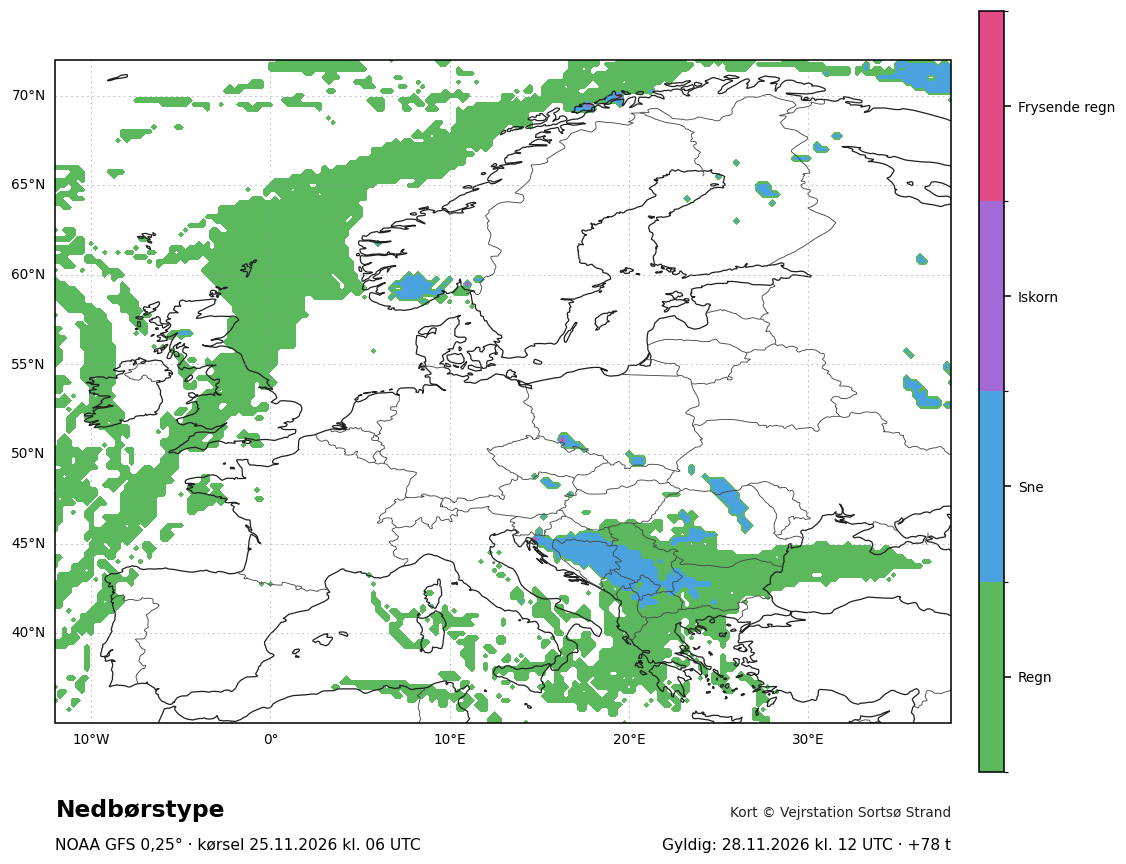 70°N
65°N
60°N
55°N
50°N
45°N
40°N
10°W
0°
10°E
20°E
30°E
Frysende regn
Iskorn
Sne
Regn
Nedbørstype
Kort © Vejrstation Sortsø Strand
NOAA GFS 0,25° · kørsel 25.11.2026 kl. 06 UTC
Gyldig: 28.11.2026 kl. 12 UTC · +78 t